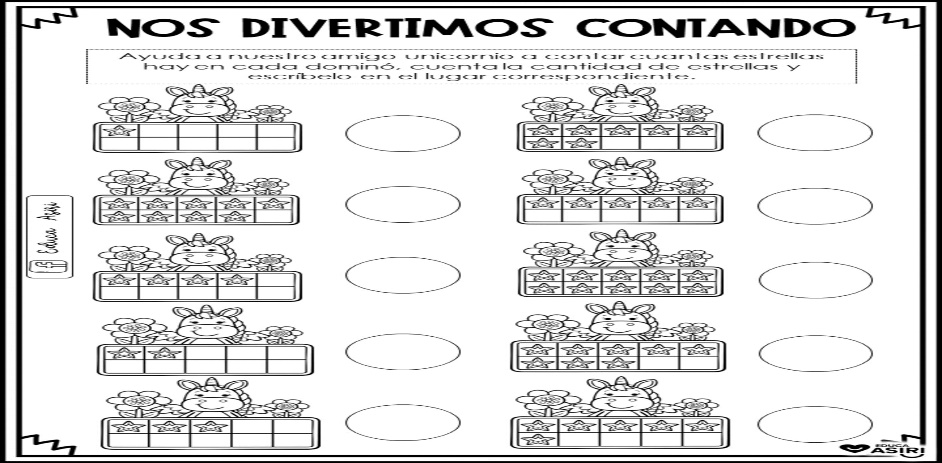 NOS DIVERTIMOS CONTANDO
Ayuda a nuestro amigo unicornio a contar cuantas estrellas
hay en cada dominó, cuenta la cantidad de estrellas y
escríbelo en el lugar correspondiente.
Educa Asiri
EDUCA
ASIRI